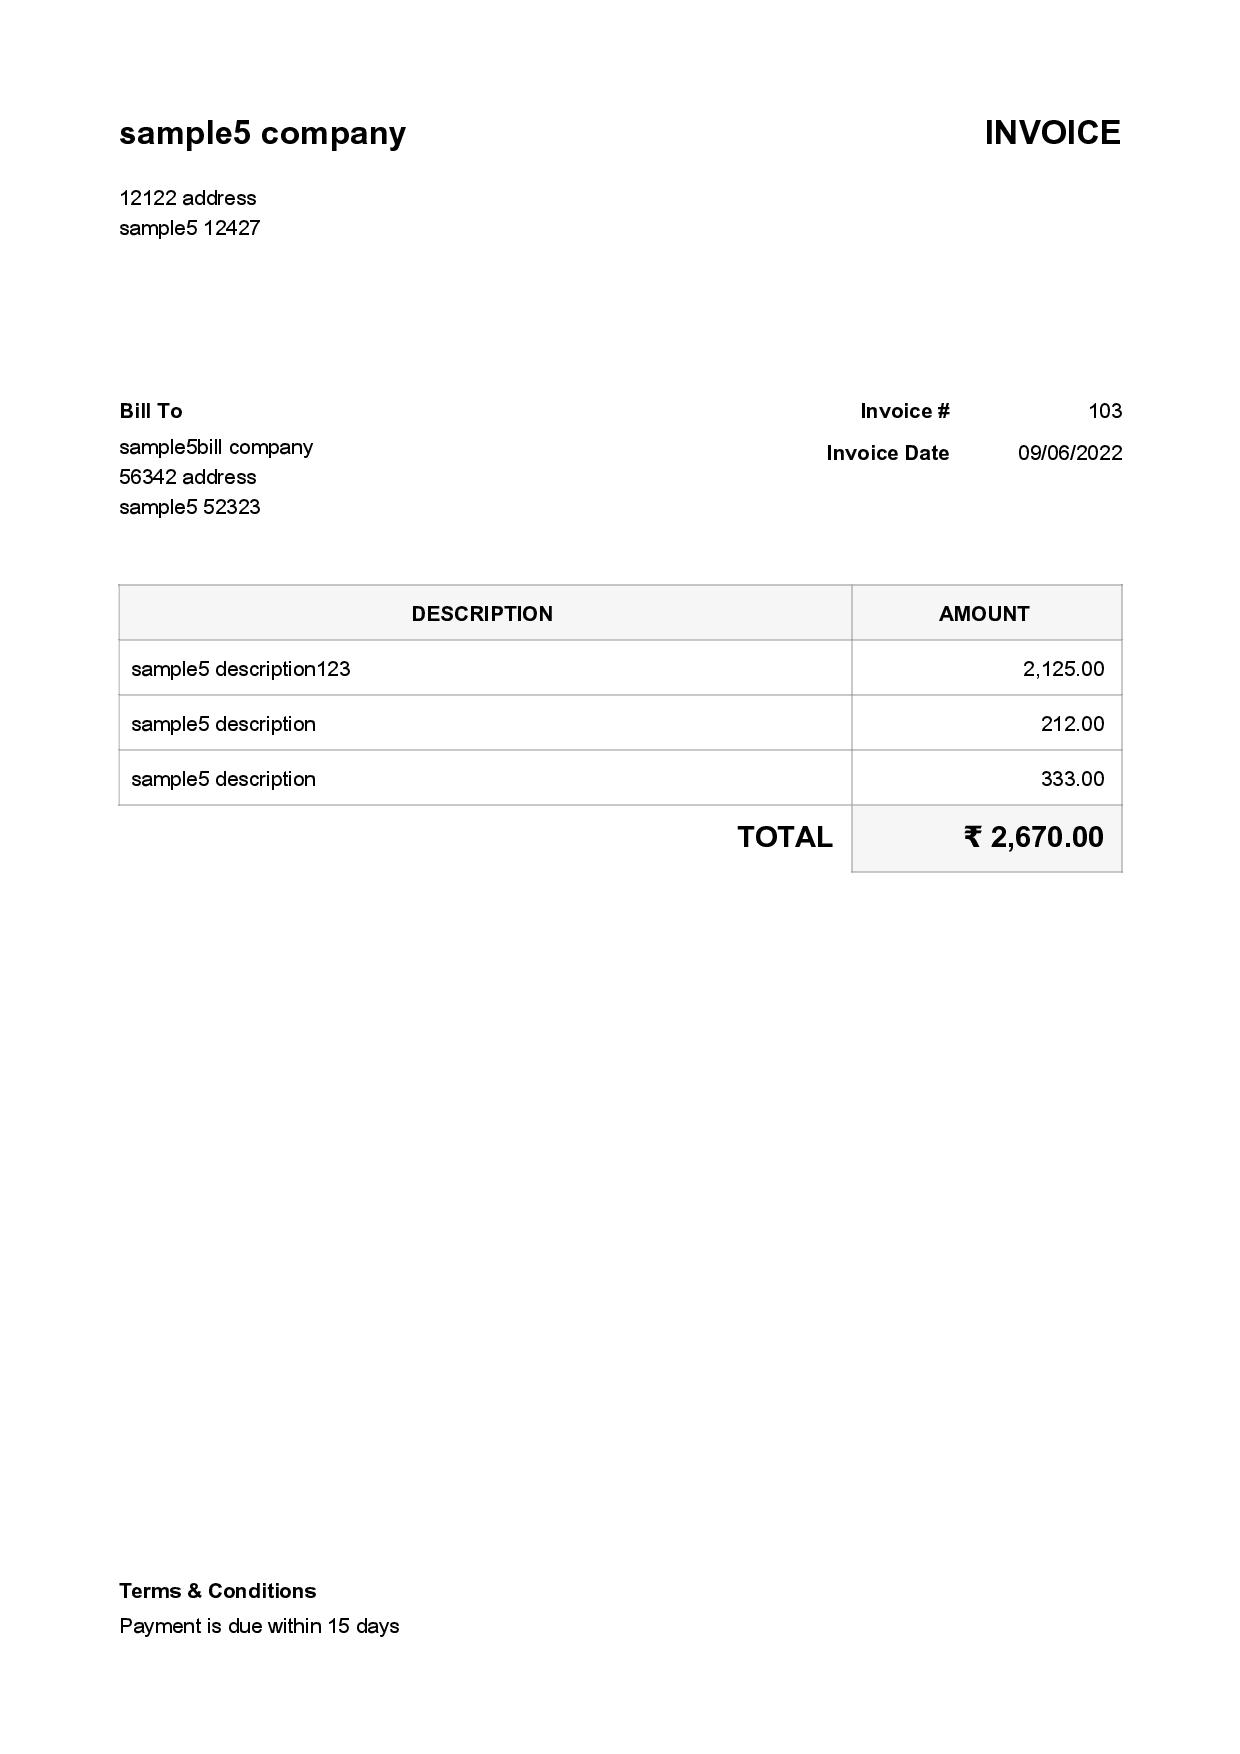 sample5 company
INVOICE
12122 address
sample5 12427
Bill To
sample5bill company
56342 address
sample5 52323
Invoice # 103
Invoice Date 09/06/2022
DESCRIPTION AMOUNT
sample5 description123 2,125.00
sample5 description 212.00
sample5 description 333.00
TOTAL ₹ 2,670.00
Terms & Conditions
Payment is due within 15 days